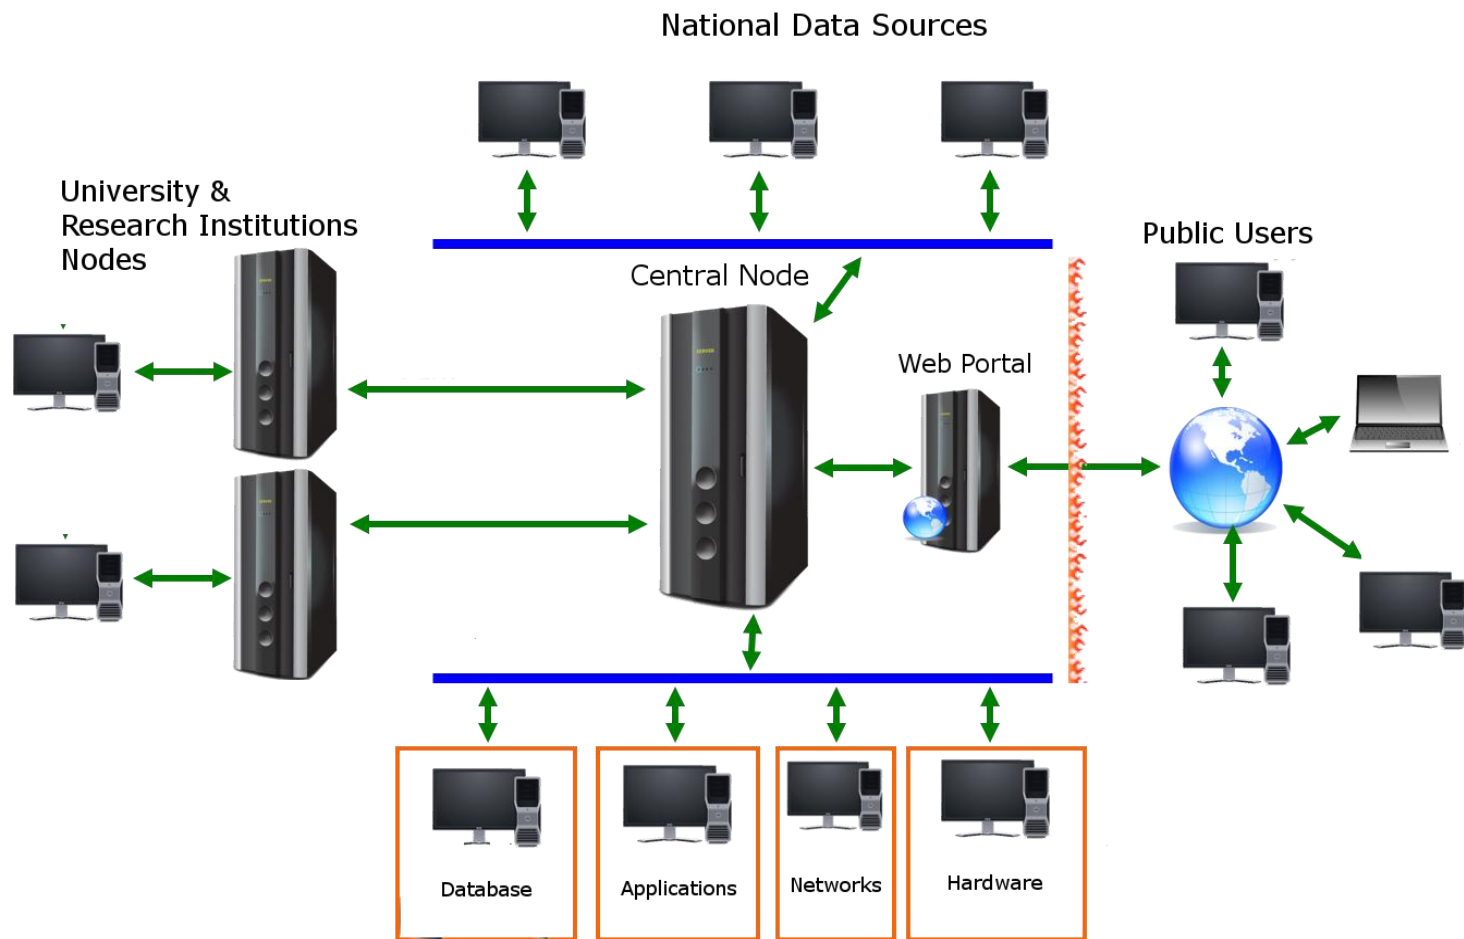 National Data Sources
University &
Research Institutions
Nodes
Public Users
Central Node
Web Portal
Database
Applications
Networks
Hardware